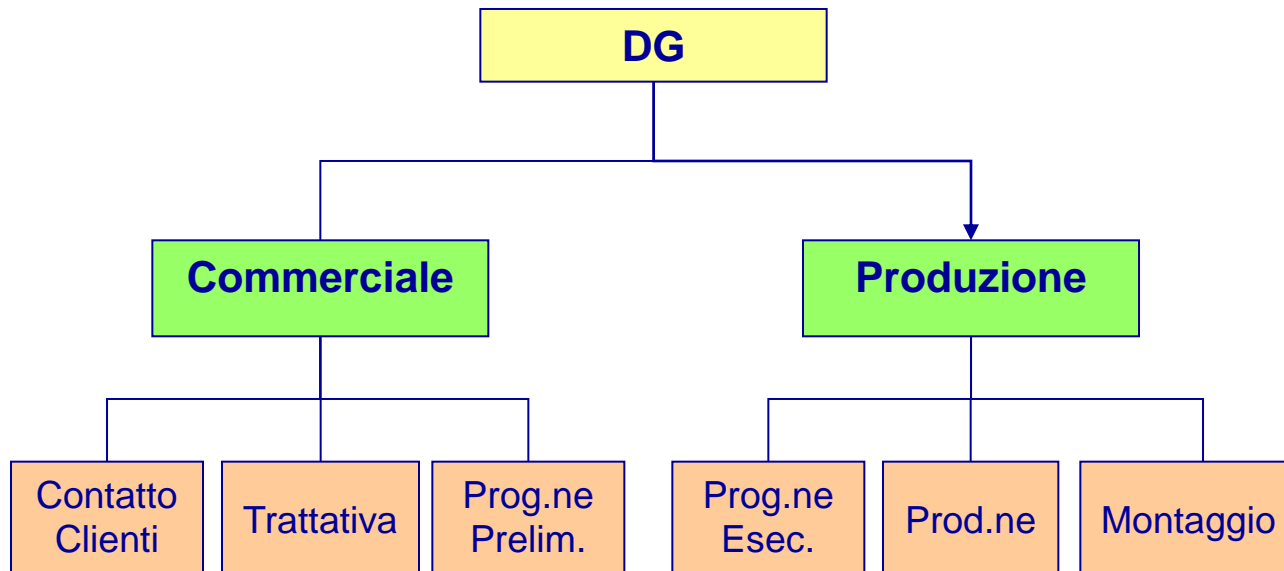 DG
Commerciale
Produzione
Contatto
Clienti
Trattativa
Prog.ne
Prelim.
Prog.ne
Esec.
Prod.ne
Montaggio